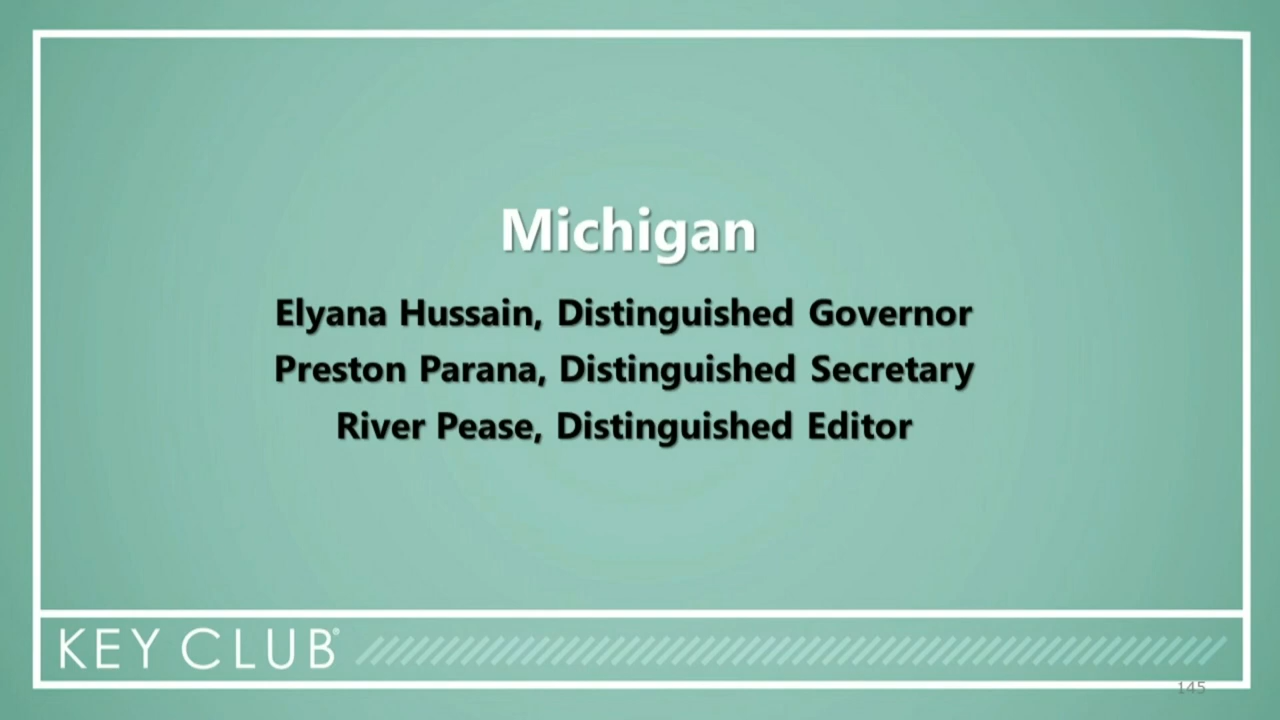 Michigan
Elyana Hussain, Distinguished Governor
Preston Parana, Distinguished Secretary
River Pease, Distinguished Editor
KEY CLUB®
145